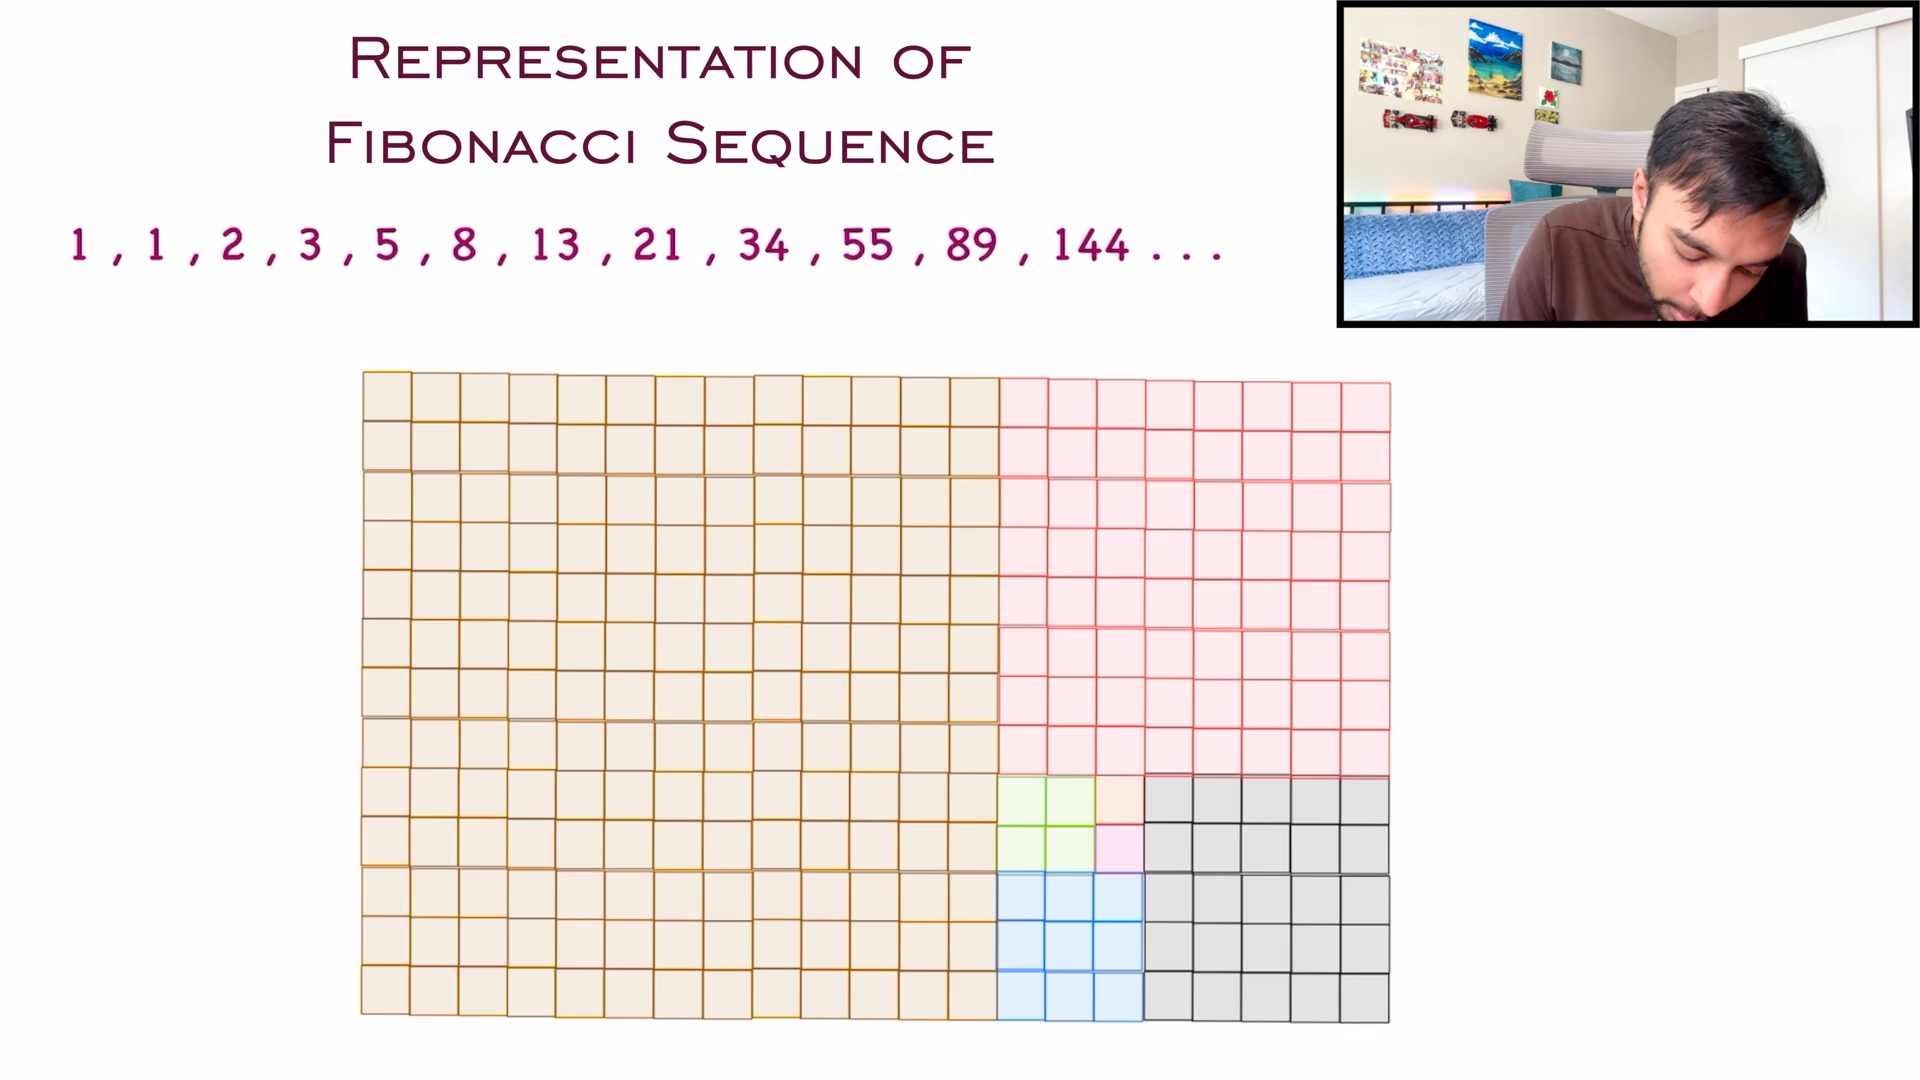 Representation of
Fibonacci Sequence
1 , 1 , 2 , 3 , 5 , 8 , 13 , 21 , 34 , 55 , 89 , 144 . . .